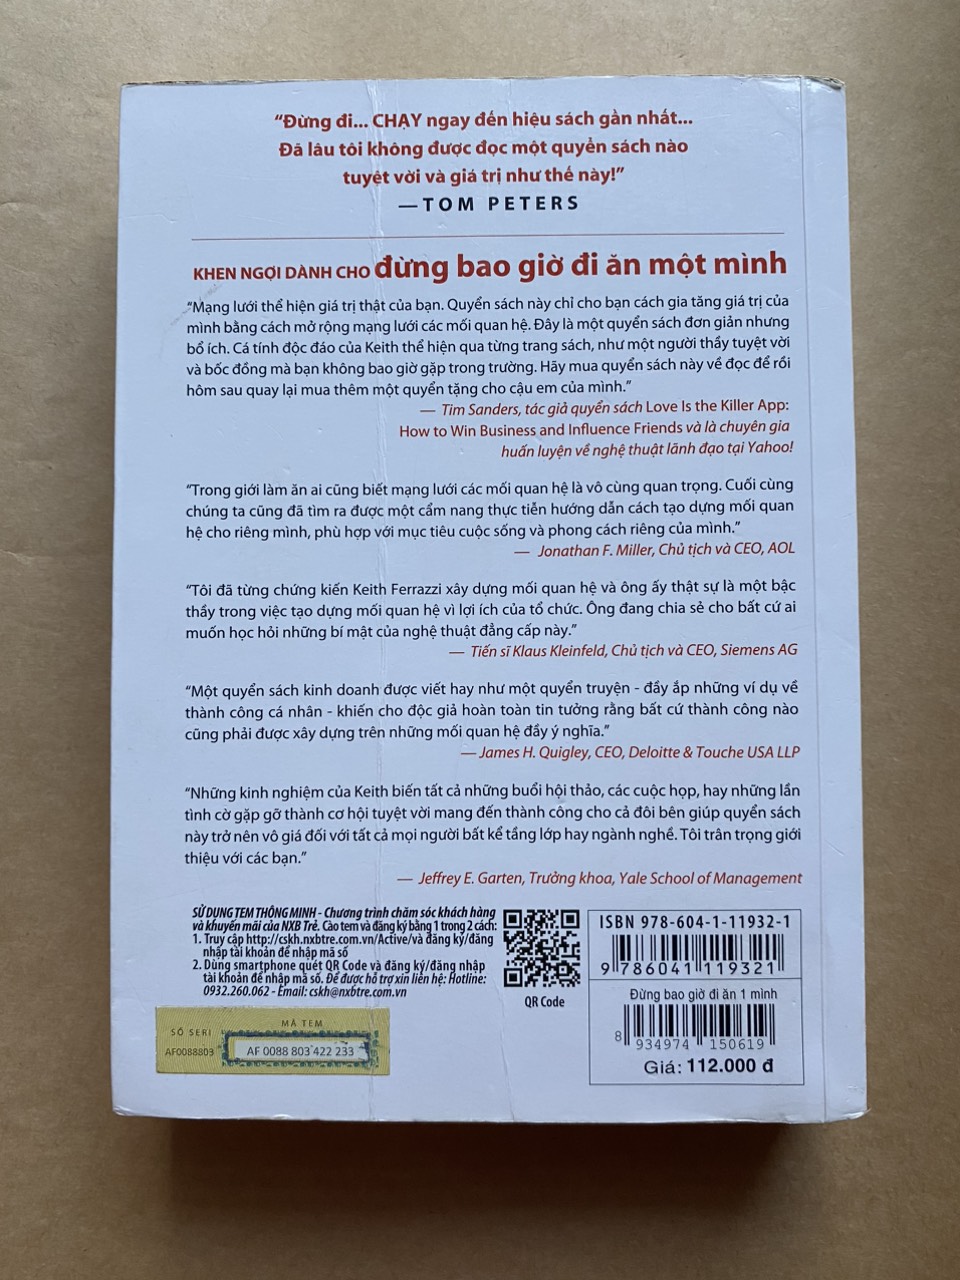 “Đừng đi... CHẠY ngay đến hiệu sách gần nhất...
Đã lâu tôi không được đọc một quyển sách nào
tuyệt vời và giá trị như thế này!”
— TOM PETERS
KHEN NGỢI DÀNH CHO đừng bao giờ đi ăn một mình
“Mạng lưới thể hiện giá trị thật của bạn. Quyển sách này chỉ cho bạn cách gia tăng giá trị của
mình bằng cách mở rộng mạng lưới các mối quan hệ. Đây là một quyển sách đơn giản nhưng
bổ ích. Cá tính độc đáo của Keith thể hiện qua từng trang sách, như một người thầy tuyệt vời
và bốc đồng mà bạn không bao giờ gặp trong trường. Hãy mua quyển sách này về đọc để rồi
hôm sau quay lại mua thêm một quyển tặng cho cậu em của mình.”
— Tim Sanders, tác giả quyển sách Love Is the Killer App:
How to Win Business and Influence Friends và là chuyên gia
huấn luyện về nghệ thuật lãnh đạo tại Yahoo!
“Trong giới làm ăn ai cũng biết mạng lưới các mối quan hệ là vô cùng quan trọng. Cuối cùng
chúng ta cũng đã tìm ra được một cẩm nang thực tiễn hướng dẫn cách tạo dựng mối quan
hệ cho riêng mình, phù hợp với mục tiêu cuộc sống và phong cách riêng của mình.”
— Jonathan F. Miller, Chủ tịch và CEO, AOL
“Tôi đã từng chứng kiến Keith Ferrazzi xây dựng mối quan hệ và ông ấy thật sự là một bậc
thầy trong việc tạo dựng mối quan hệ vì lợi ích của tổ chức. Ông đang chia sẻ cho bất cứ ai
muốn học hỏi những bí mật của nghệ thuật đẳng cấp này.”
— Tiến sĩ Klaus Kleinfeld, Chủ tịch và CEO, Siemens AG
“Một quyển sách kinh doanh được viết hay như một quyển truyện - đầy ắp những ví dụ về
thành công cá nhân - khiến cho độc giả hoàn toàn tin tưởng rằng bất cứ thành công nào
cũng phải được xây dựng trên những mối quan hệ đầy ý nghĩa.”
— James H. Quigley, CEO, Deloitte & Touche USA LLP
“Những kinh nghiệm của Keith biến tất cả những buổi hội thảo, các cuộc họp, hay những lần
tình cờ gặp gỡ thành cơ hội tuyệt vời mang đến thành công cho cả đôi bên giúp quyển sách
này trở nên vô giá đối với tất cả mọi người bất kể tầng lớp hay ngành nghề. Tôi trân trọng giới
thiệu với các bạn.”
— Jeffrey E. Garten, Trưởng khoa, Yale School of Management
SỬ DỤNG TEM THÔNG MINH - Chương trình chăm sóc khách hàng
và khuyến mãi của NXB Trẻ. Cào tem và đăng ký bằng 1 trong 2 cách:
1. Truy cập http://cskh.nxbtre.com.vn/Active/và đăng ký/đăng
nhập tài khoản để nhập mã số
2. Dùng smartphone quét QR Code và đăng ký/đăng nhập
tài khoản để nhập mã số. Để được hỗ trợ xin liên hệ: Hotline:
0932.260.062 - Email: cskh@nxbtre.com.vn
QR Code
SỐ SERI
AF0088803
MÃ TEM
AF 0088 803 422 233
ISBN 978-604-1-11932-1
9 786041 119321
Đừng bao giờ đi ăn 1 mình
8 934974 150619
Giá: 112.000 đ